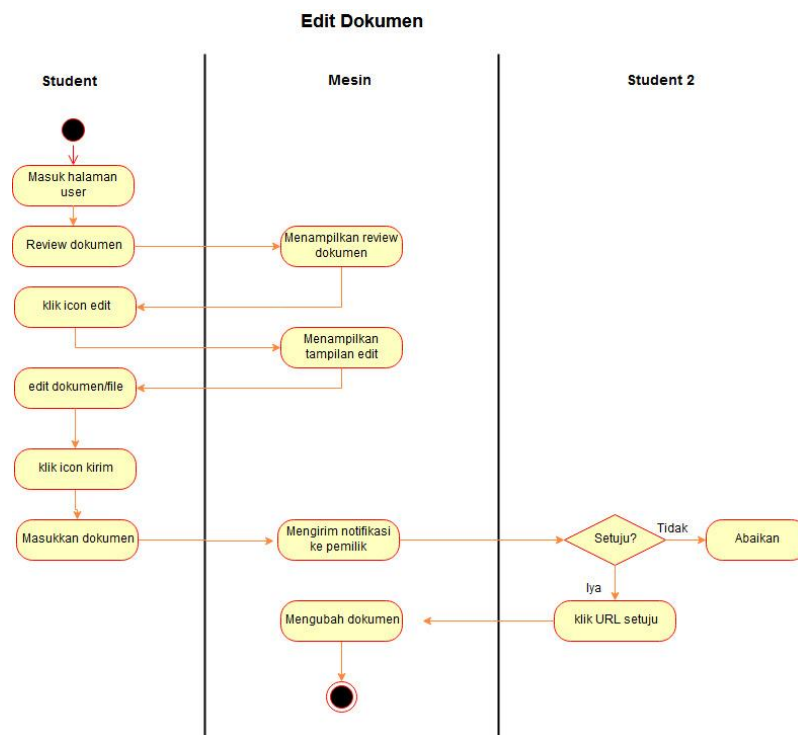 Edit Dokumen
Student
Mesin
Student 2
Masuk halaman
user
Review dokumen
Menampilkan review
dokumen
klik icon edit
Menampilkan
tampilan edit
edit dokumen/file
klik icon kirim
Masukkan dokumen
Mengirim notifikasi
ke pemilik
Setuju?
Tidak
Abaikan
Iya
klik URL setuju
Mengubah dokumen